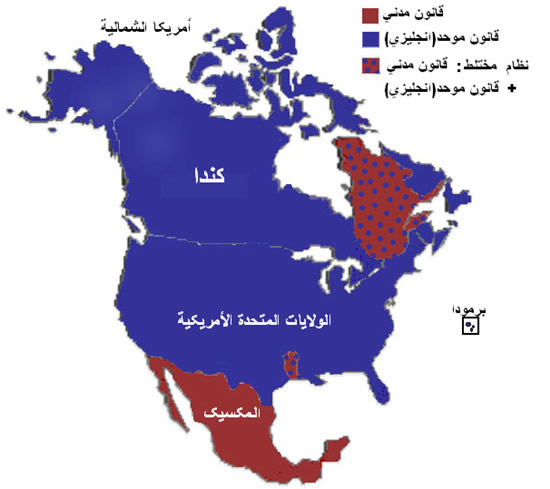 أمريكا الشمالية
قانون مدني
قانون موحد(انجليزي)
نظام مختلط: قانون مدني
+ قانون موحد(انجليزي)
كندا
برمودا
الولايات المتحدة الأمريكية
المكسيك